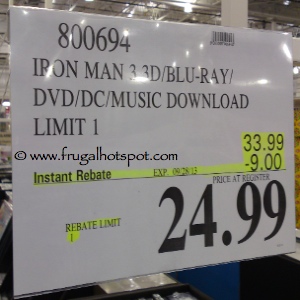 800694
IRON MAN 3 3D/BLU-RAY/
DVD/DC/MUSIC DOWNLOAD
LIMIT 1
33.99
-9.00
© www.frugalhotspot.com
Instant Rebate EXP. 09/28/13
PRICE AT REGISTER
24.99
REBATE LIMIT
1